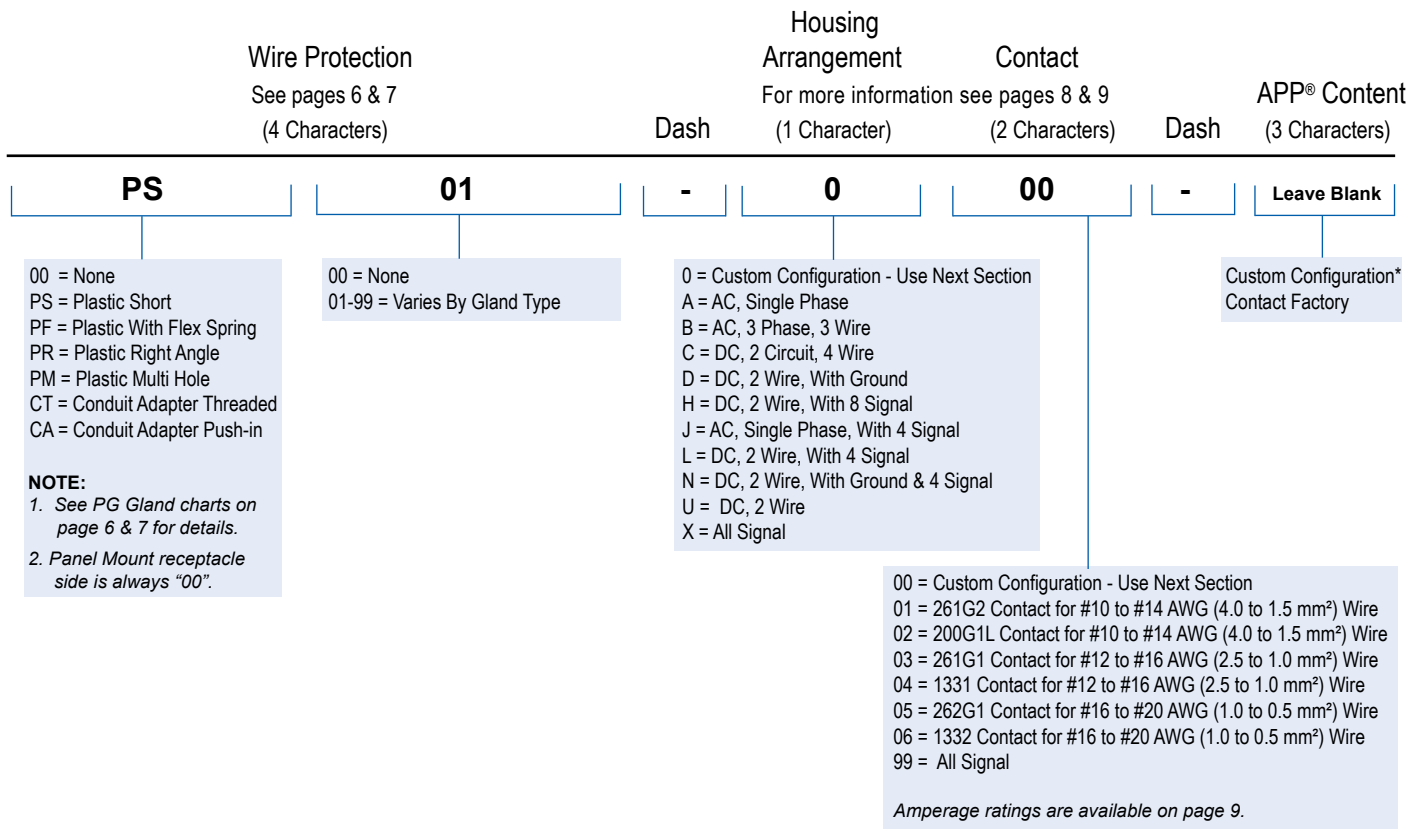 Wire Protection
See pages 6 & 7
(4 Characters)
Dash
Housing
Arrangement
Contact
For more information see pages 8 & 9
(1 Character)
(2 Characters)
Dash
APP® Content
(3 Characters)
PS
01
-
0
00
-
Leave Blank
00 = None
PS = Plastic Short
PF = Plastic With Flex Spring
PR = Plastic Right Angle
PM = Plastic Multi Hole
CT = Conduit Adapter Threaded
CA = Conduit Adapter Push-in
NOTE:
1. See PG Gland charts on
page 6 & 7 for details.
2. Panel Mount receptacle
side is always “00”.
00 = None
01-99 = Varies By Gland Type
0 = Custom Configuration - Use Next Section
A = AC, Single Phase
B = AC, 3 Phase, 3 Wire
C = DC, 2 Circuit, 4 Wire
D = DC, 2 Wire, With Ground
H = DC, 2 Wire, With 8 Signal
J = AC, Single Phase, With 4 Signal
L = DC, 2 Wire, With 4 Signal
N = DC, 2 Wire, With Ground & 4 Signal
U = DC, 2 Wire
X = All Signal
00 = Custom Configuration - Use Next Section
01 = 261G2 Contact for #10 to #14 AWG (4.0 to 1.5 mm²) Wire
02 = 200G1L Contact for #10 to #14 AWG (4.0 to 1.5 mm²) Wire
03 = 261G1 Contact for #12 to #16 AWG (2.5 to 1.0 mm²) Wire
04 = 1331 Contact for #12 to #16 AWG (2.5 to 1.0 mm²) Wire
05 = 262G1 Contact for #16 to #20 AWG (1.0 to 0.5 mm²) Wire
06 = 1332 Contact for #16 to #20 AWG (1.0 to 0.5 mm²) Wire
99 = All Signal
Amperage ratings are available on page 9.
Custom Configuration*
Contact Factory